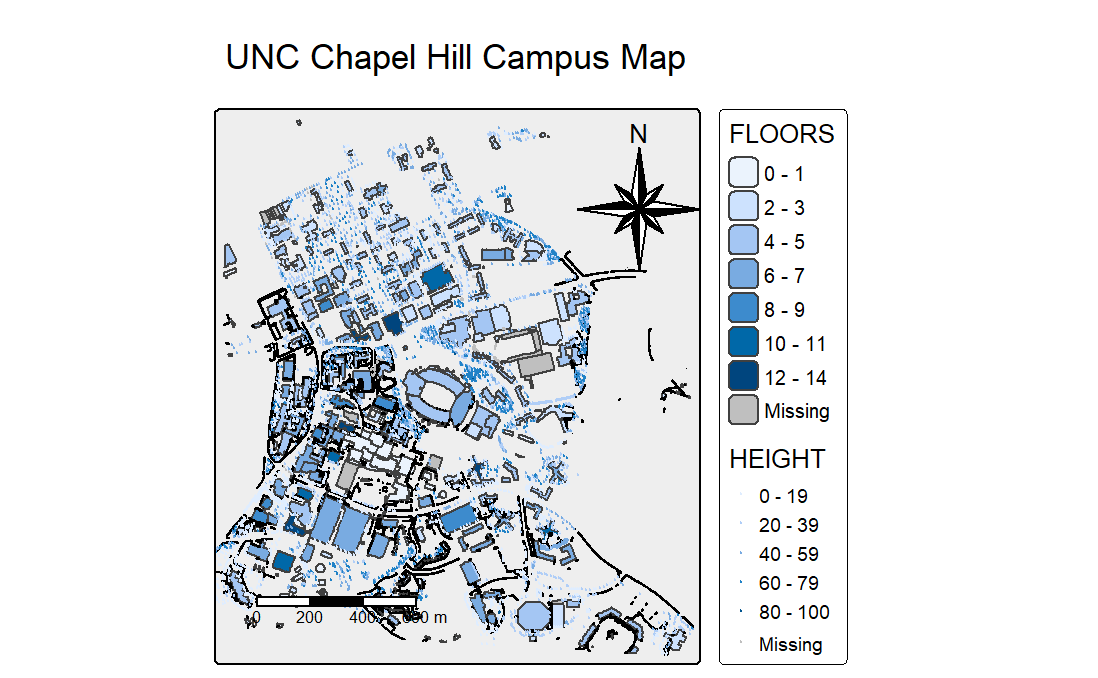 UNC Chapel Hill Campus Map
N
0 200 400 600 m
FLOORS
0 - 1
2 - 3
4 - 5
6 - 7
8 - 9
10 - 11
12 - 14
Missing
HEIGHT
0 - 19
20 - 39
40 - 59
60 - 79
80 - 100
Missing